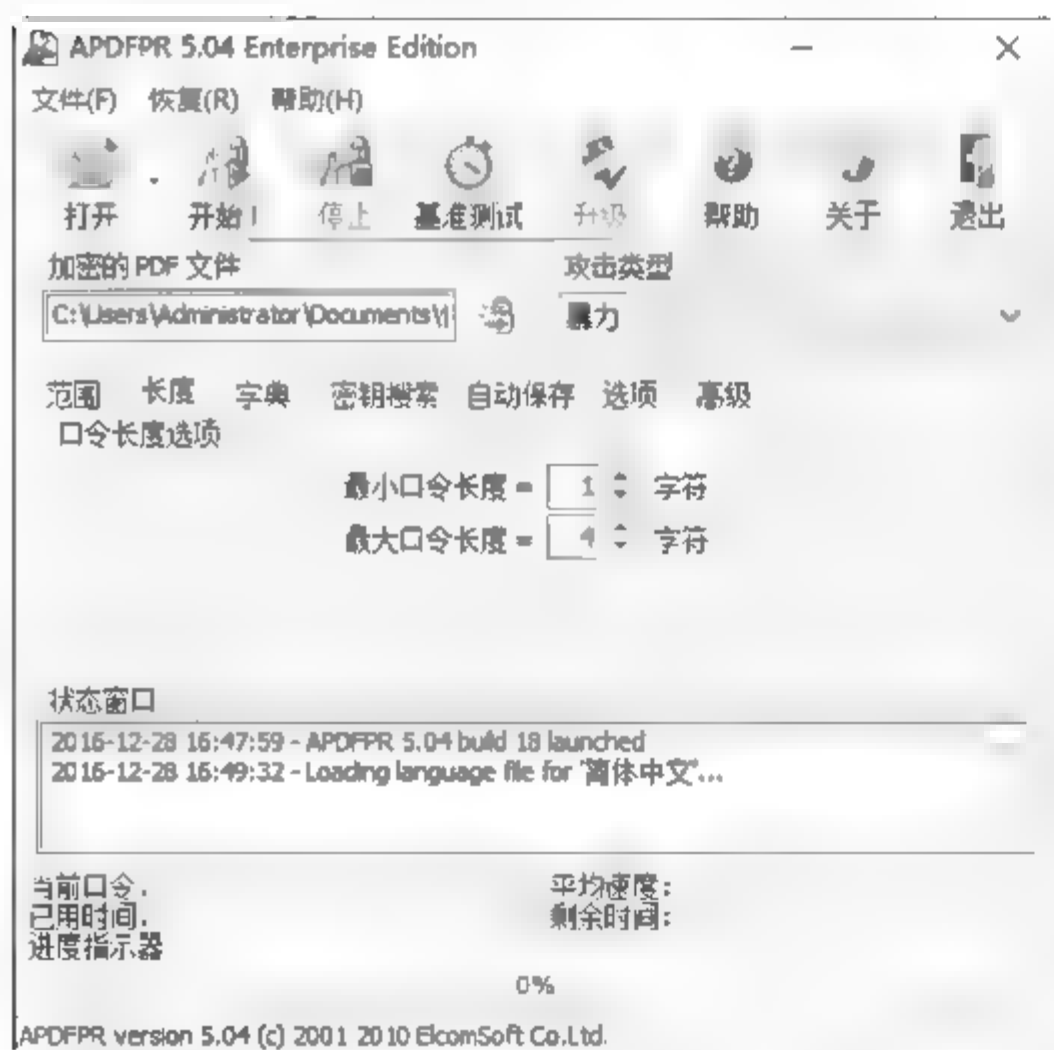 APDFPR 5.04 Enterprise Edition
文件(F) 恢复(R) 帮助(H)
打开 开始! 停止 基准测试 升级 帮助 关于 退出
加密的 PDF 文件 攻击类型
C:\Users\Administrator\Documents\ 暴力
范围 长度 字典 密钥搜索 自动保存 选项 高级
口令长度选项
最小口令长度 = 1 字符
最大口令长度 = 4 字符
状态窗口
2016-12-28 16:47:59 - APDFPR 5.04 build 18 launched
2016-12-28 16:49:32 - Loading language file for '简体中文'...
当前口令: 平均速度:
已用时间: 剩余时间:
进度指示器
0%
APDFPR version 5.04 (c) 2001 2010 ElcomSoft Co.Ltd.